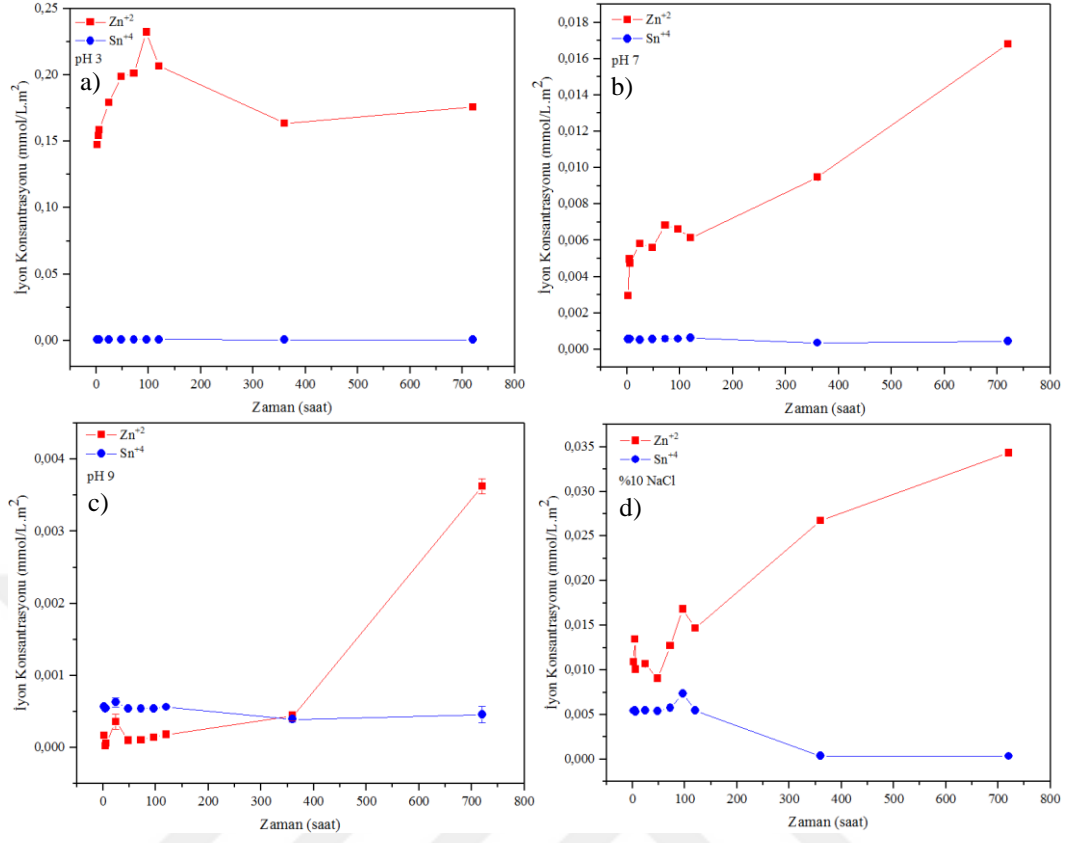 Zn+2
Sn+4
pH 3
a)
0,25
0,20
0,15
0,10
0,05
0,00
İyon Konsantrasyonu (mmol/L.m2)
0 100 200 300 400 500 600 700 800
Zaman (saat)
Zn+2
Sn+4
pH 7
b)
0,018
0,016
0,014
0,012
0,010
0,008
0,006
0,004
0,002
0,000
İyon Konsantrasyonu (mmol/L.m2)
0 100 200 300 400 500 600 700 800
Zaman (saat)
Zn+2
Sn+4
pH 9
c)
0,004
0,003
0,002
0,001
0,000
İyon Konsantrasyonu (mmol/L.m2)
0 100 200 300 400 500 600 700 800
Zaman (saat)
Zn+2
Sn+4
%10 NaCl
d)
0,035
0,030
0,025
0,020
0,015
0,010
0,005
0,000
İyon Konsantrasyonu (mmol/L.m2)
0 100 200 300 400 500 600 700 800
Zaman (saat)